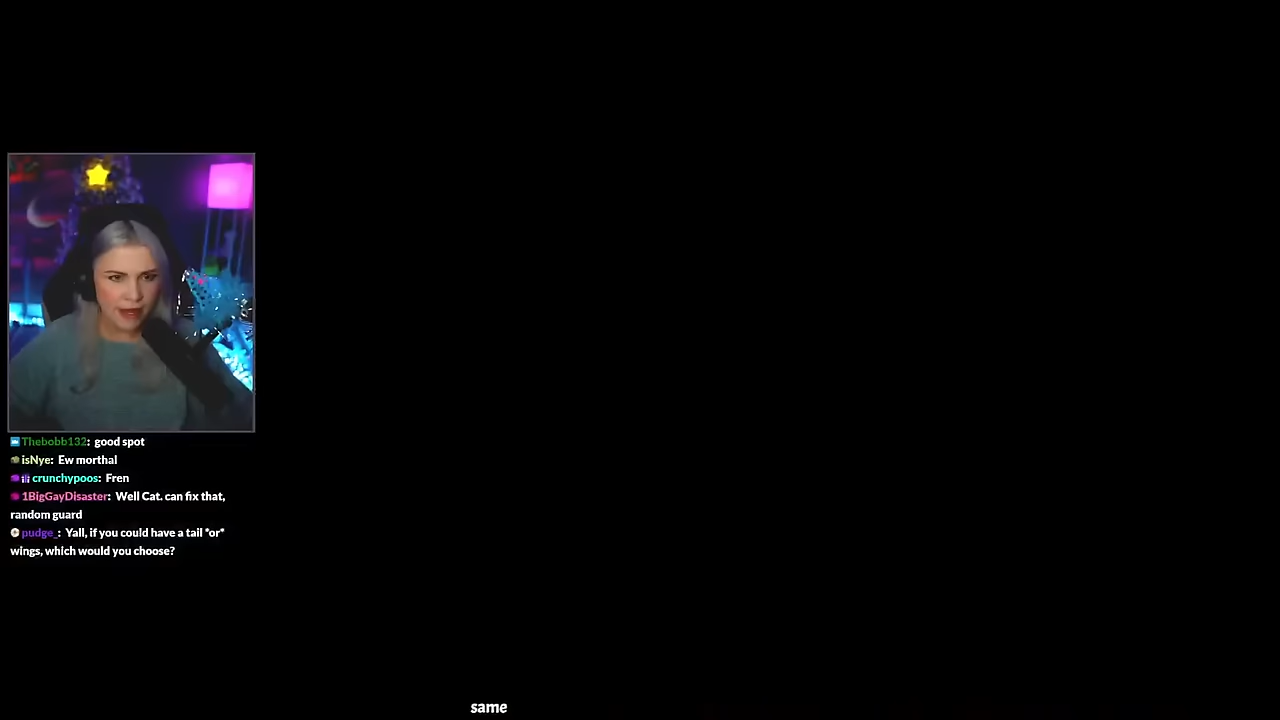 Thebobb132: good spot
isNye: Ew morthal
crunchypoos: Fren
1BigGayDisaster: Well Cat. can fix that,
random guard
pudge_: Yall, if you could have a tail *or*
wings, which would you choose?
same